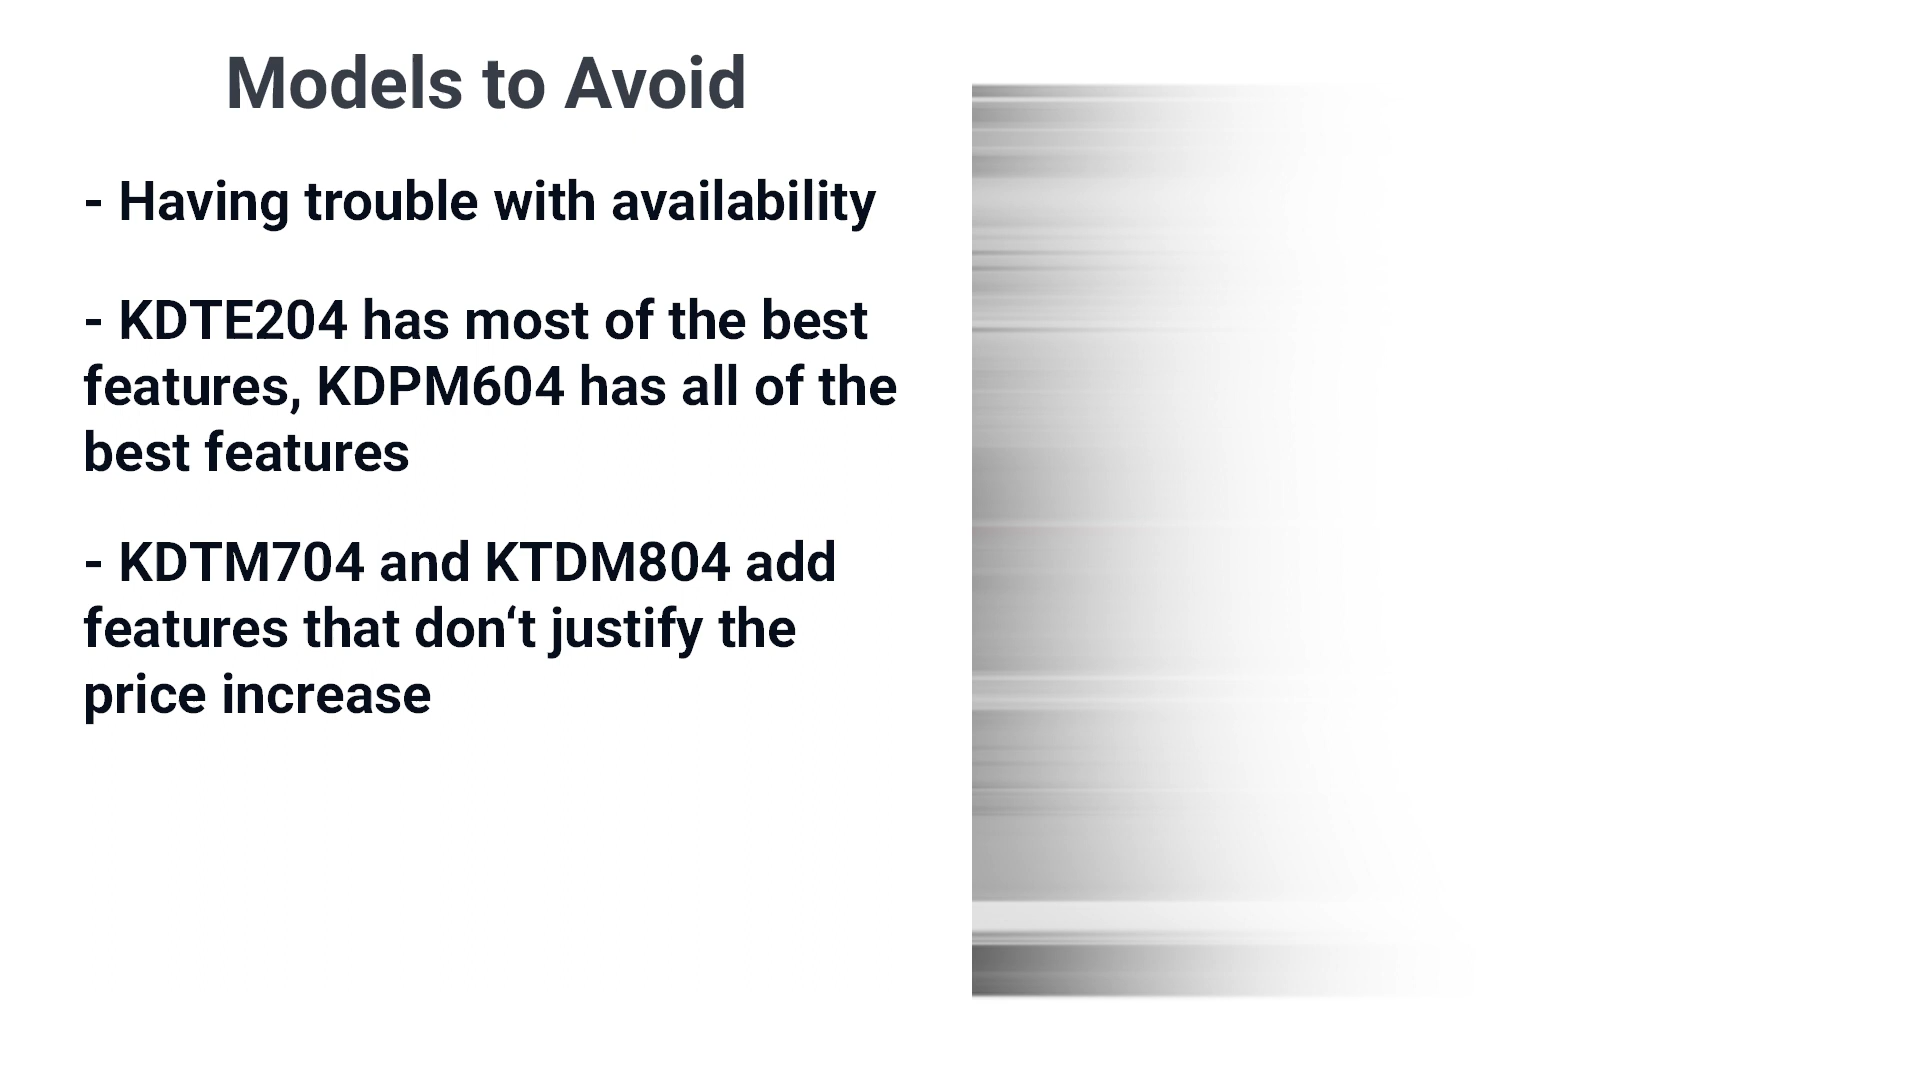 Models to Avoid
- Having trouble with availability
- KDTE204 has most of the best
features, KDPM604 has all of the
best features
- KDTM704 and KTDM804 add
features that don‘t justify the
price increase